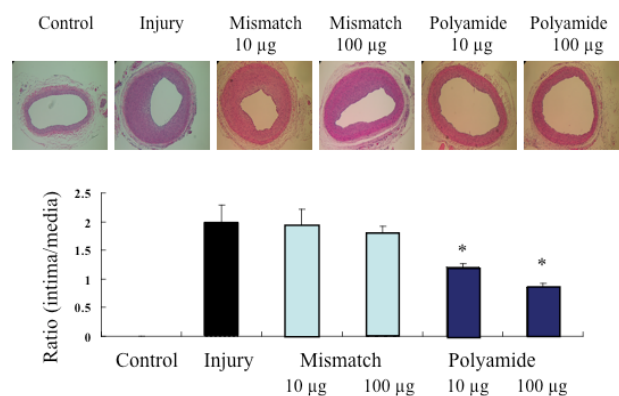 Control Injury Mismatch Mismatch Polyamide Polyamide
10 µg 100 µg 10 µg 100 µg
Ratio (intima/media)
2.5
2
1.5
1
0.5
0
* *
Control Injury Mismatch Polyamide
10 µg 100 µg 10 µg 100 µg